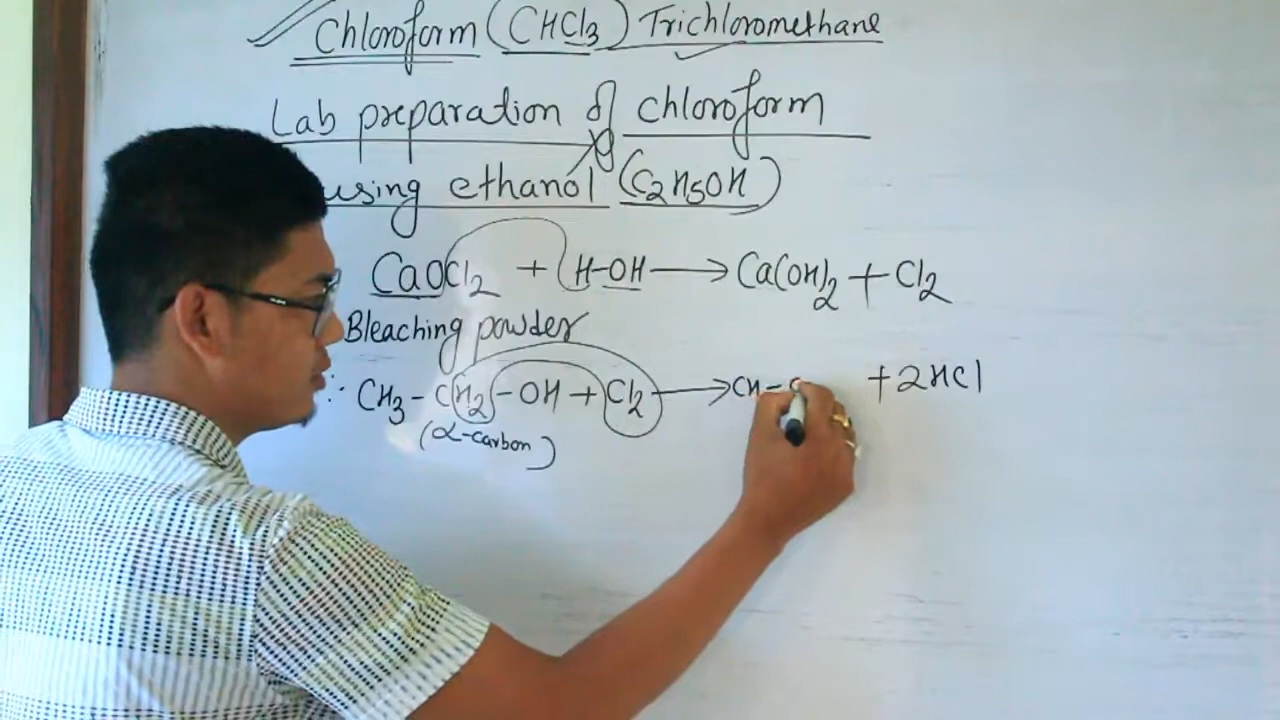 Chloroform (CHCl3) Trichloromethane
Lab preparation of chloroform
using ethanol (C2H5OH)
CaOCl2 + H-OH → Ca(OH)2 + Cl2
Bleaching powder
∵ CH3 - CH2 - OH + Cl2 → CH - + 2HCl
(α-carbon)